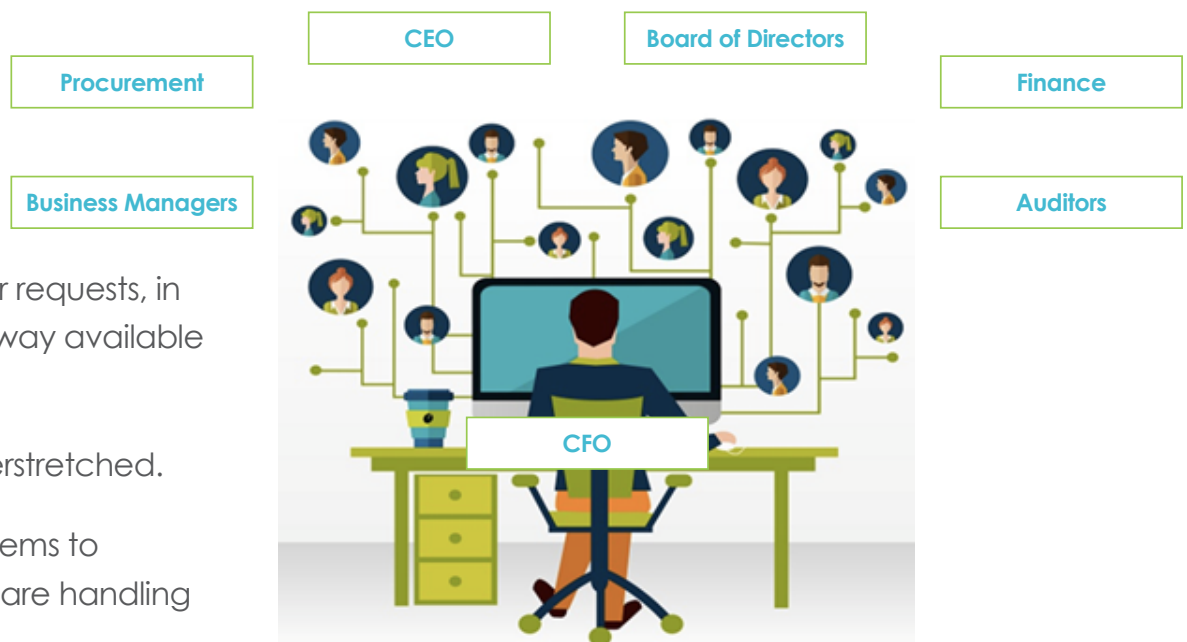 CEO
Board of Directors
Procurement
Finance
Business Managers
Auditors
r requests, in
way available
erstretched.
ems to
are handling
CFO